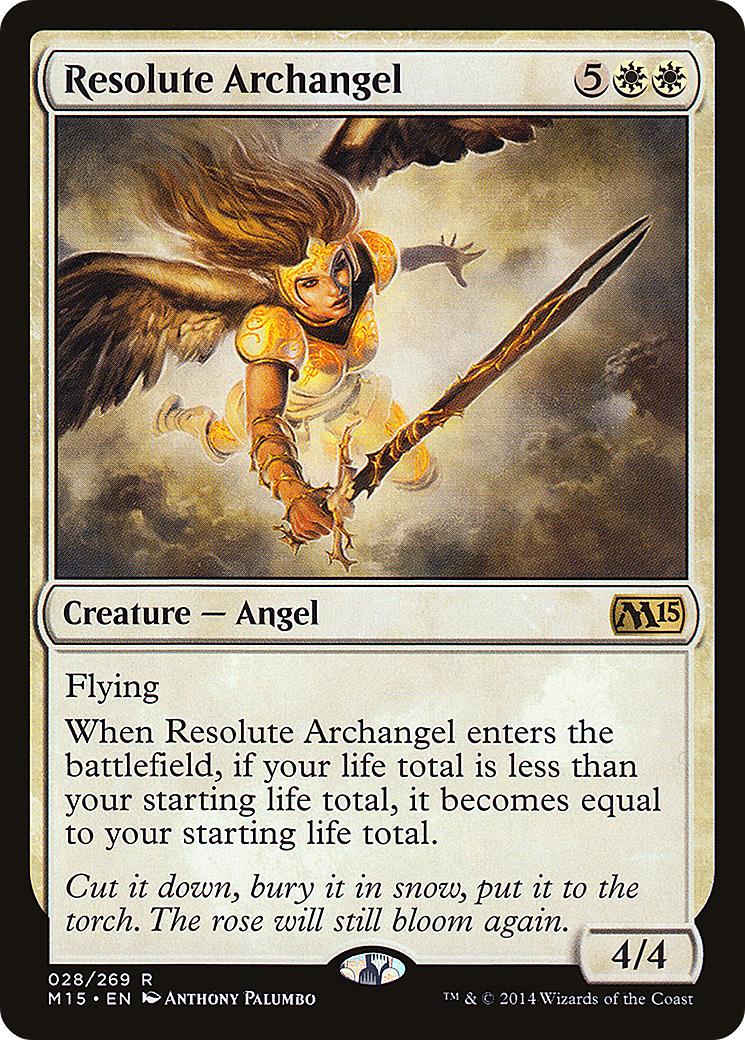 Resolute Archangel 5
Creature — Angel M15
Flying
When Resolute Archangel enters the
battlefield, if your life total is less than
your starting life total, it becomes equal
to your starting life total.
Cut it down, bury it in snow, put it to the
torch. The rose will still bloom again.
4/4
028/269 R
M15 • EN Anthony Palumbo ™ & © 2014 Wizards of the Coast